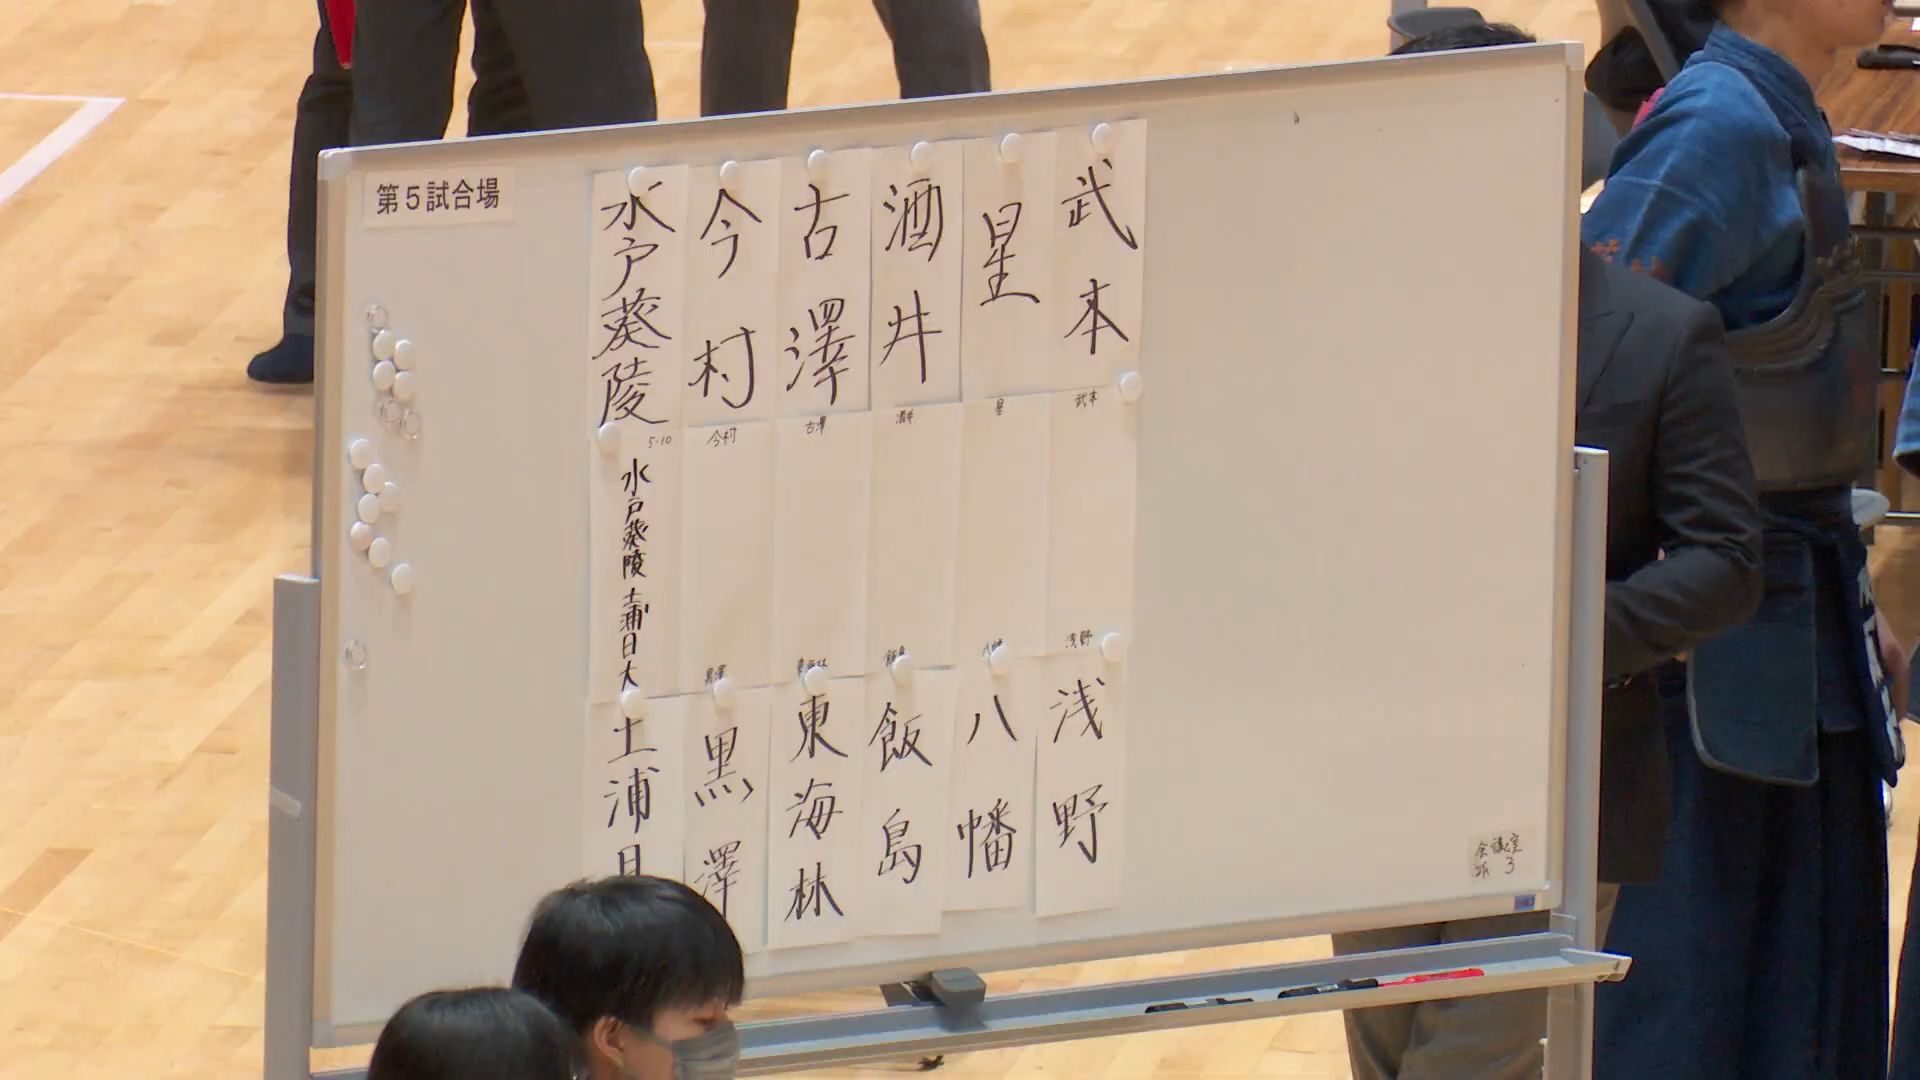 第5試合場
水戸葵陵
今村
古澤
酒井
星
武本
5-10
今村
古澤
酒井
星
武本
水戸葵陵 土浦日大
黒澤
東海林
飯島
八幡
浅野
土浦日
黒澤
東海林
飯島
八幡
浅野
会議室
3